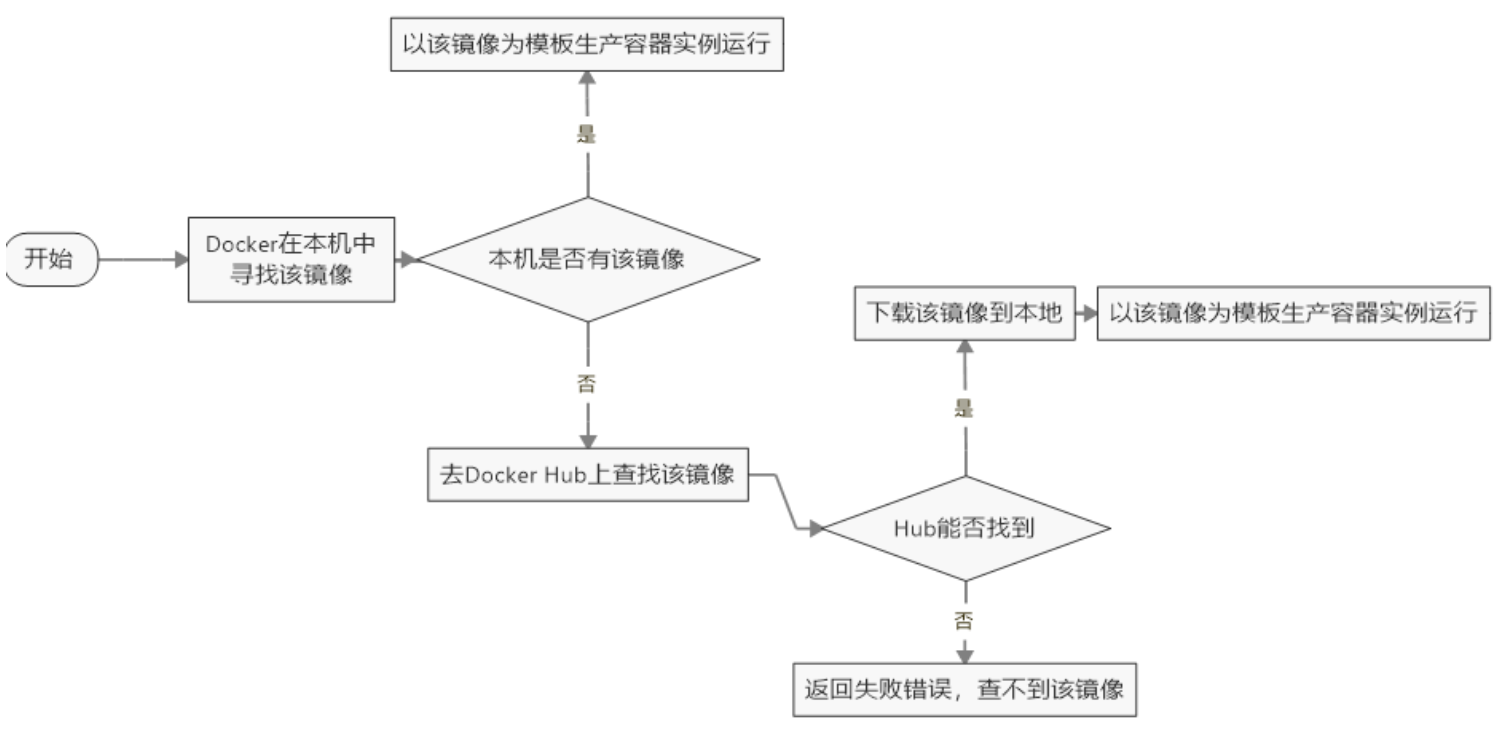 以该镜像为模板生产容器实例运行
是
开始
Docker在本机中
寻找该镜像
本机是否有该镜像
否
去Docker Hub上查找该镜像
下载该镜像到本地
以该镜像为模板生产容器实例运行
是
Hub能否找到
否
返回失败错误，查不到该镜像